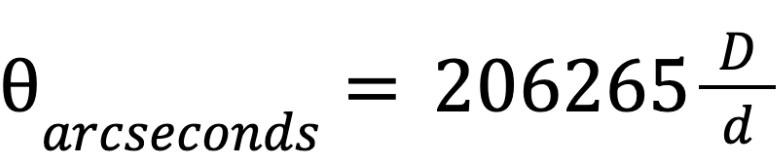 θ_arcseconds = 206265 D/d